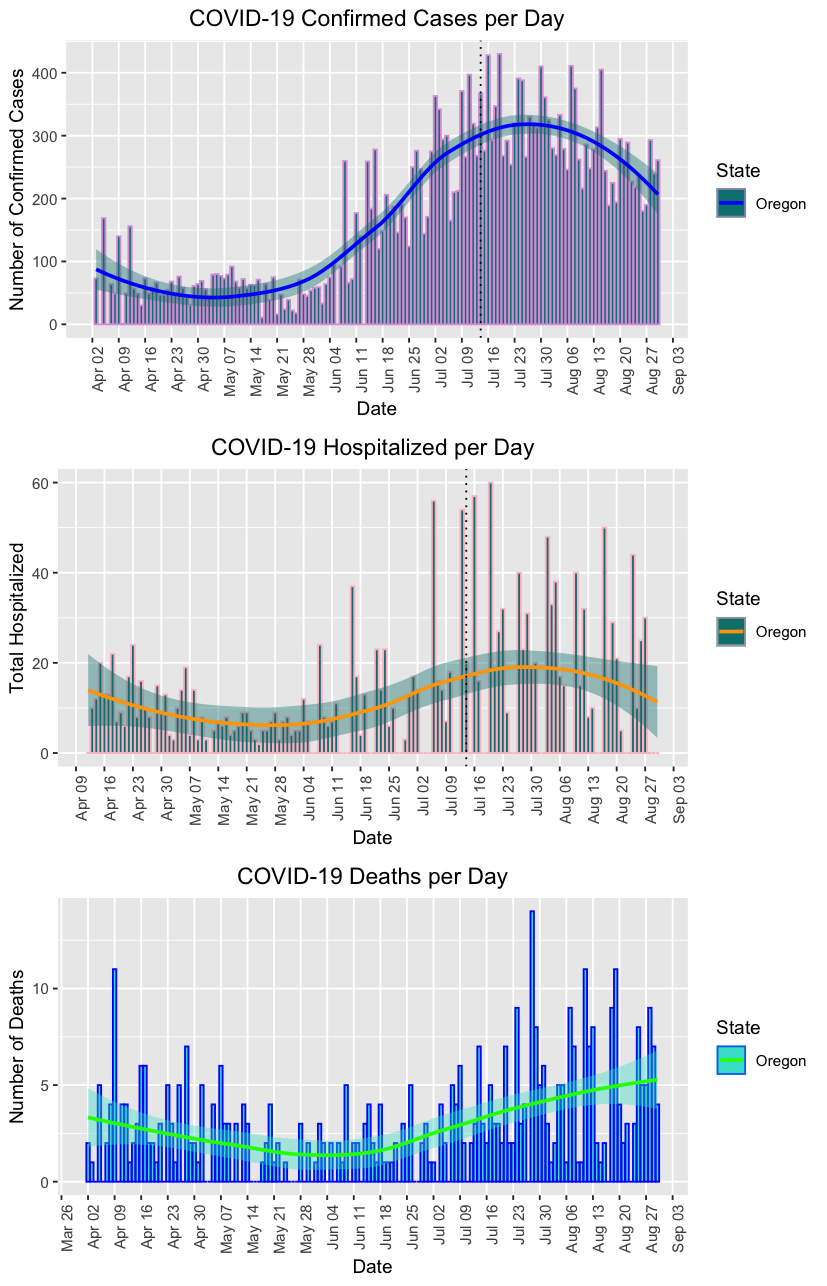 COVID-19 Confirmed Cases per Day
Number of Confirmed Cases
400
300
200
100
0
Apr 02
Apr 09
Apr 16
Apr 23
Apr 30
May 07
May 14
May 21
May 28
Jun 04
Jun 11
Jun 18
Jun 25
Jul 02
Jul 09
Jul 16
Jul 23
Jul 30
Aug 06
Aug 13
Aug 20
Aug 27
Sep 03
Date
State
Oregon
COVID-19 Hospitalized per Day
Total Hospitalized
60
40
20
0
Apr 09
Apr 16
Apr 23
Apr 30
May 07
May 14
May 21
May 28
Jun 04
Jun 11
Jun 18
Jun 25
Jul 02
Jul 09
Jul 16
Jul 23
Jul 30
Aug 06
Aug 13
Aug 20
Aug 27
Sep 03
Date
State
Oregon
COVID-19 Deaths per Day
Number of Deaths
10
5
0
Mar 26
Apr 02
Apr 09
Apr 16
Apr 23
Apr 30
May 07
May 14
May 21
May 28
Jun 04
Jun 11
Jun 18
Jun 25
Jul 02
Jul 09
Jul 16
Jul 23
Jul 30
Aug 06
Aug 13
Aug 20
Aug 27
Sep 03
Date
State
Oregon